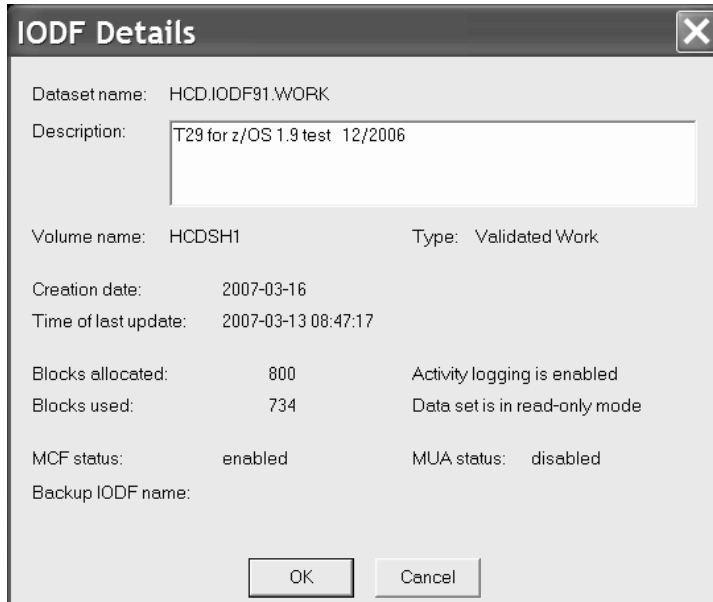 IODF Details
Dataset name: HCD.IODF91.WORK
Description: T29 for z/OS 1.9 test 12/2006
Volume name: HCDSH1 Type: Validated Work
Creation date: 2007-03-16
Time of last update: 2007-03-13 08:47:17
Blocks allocated: 800 Activity logging is enabled
Blocks used: 734 Data set is in read-only mode
MCF status: enabled MUA status: disabled
Backup IODF name:
OK Cancel